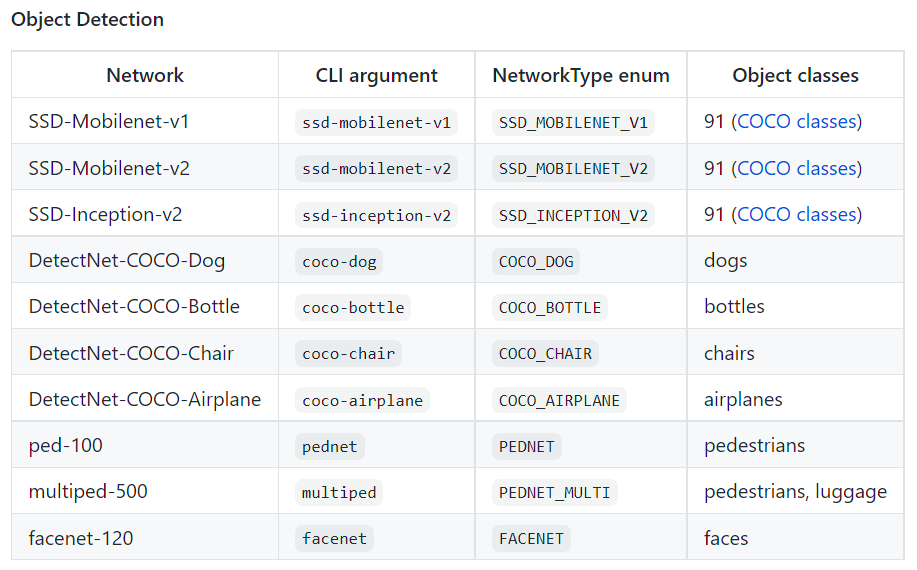 Object Detection
Network CLI argument NetworkType enum Object classes
SSD-Mobilenet-v1 ssd-mobilenet-v1 SSD_MOBILENET_V1 91 (COCO classes)
SSD-Mobilenet-v2 ssd-mobilenet-v2 SSD_MOBILENET_V2 91 (COCO classes)
SSD-Inception-v2 ssd-inception-v2 SSD_INCEPTION_V2 91 (COCO classes)
DetectNet-COCO-Dog coco-dog COCO_DOG dogs
DetectNet-COCO-Bottle coco-bottle COCO_BOTTLE bottles
DetectNet-COCO-Chair coco-chair COCO_CHAIR chairs
DetectNet-COCO-Airplane coco-airplane COCO_AIRPLANE airplanes
ped-100 pednet PEDNET pedestrians
multiped-500 multiped PEDNET_MULTI pedestrians, luggage
facenet-120 facenet FACENET faces